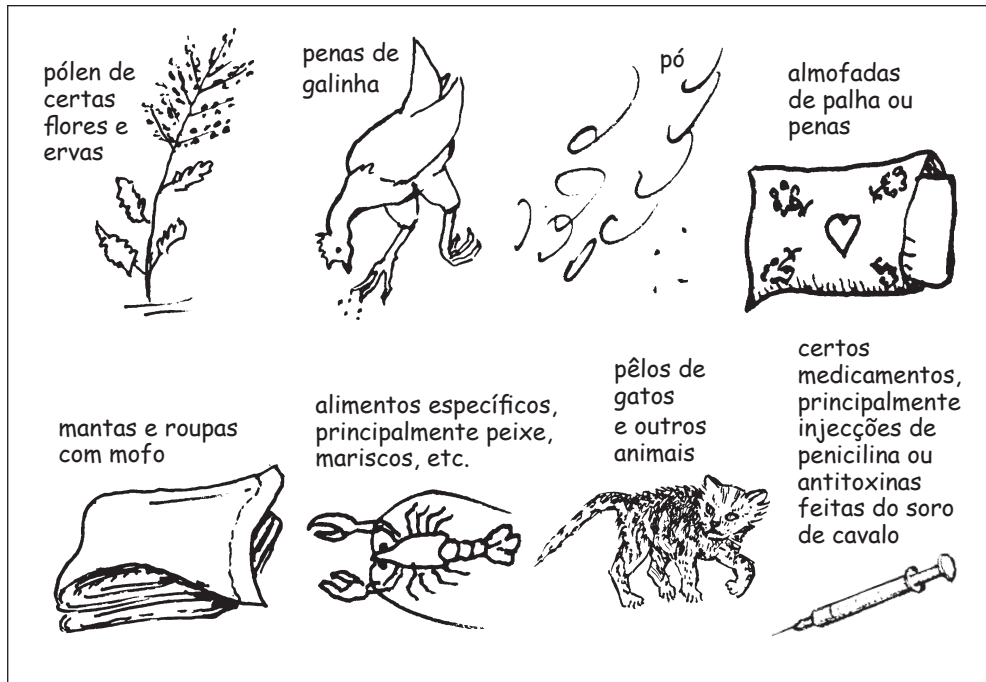 pólen de
certas
flores e
ervas
penas de
galinha
pó
almofadas
de palha ou
penas
mantas e roupas
com mofo
alimentos específicos,
principalmente peixe,
mariscos, etc.
pêlos de
gatos
e outros
animais
certos
medicamentos,
principalmente
injecções de
penicilina ou
antitoxinas
feitas do soro
de cavalo